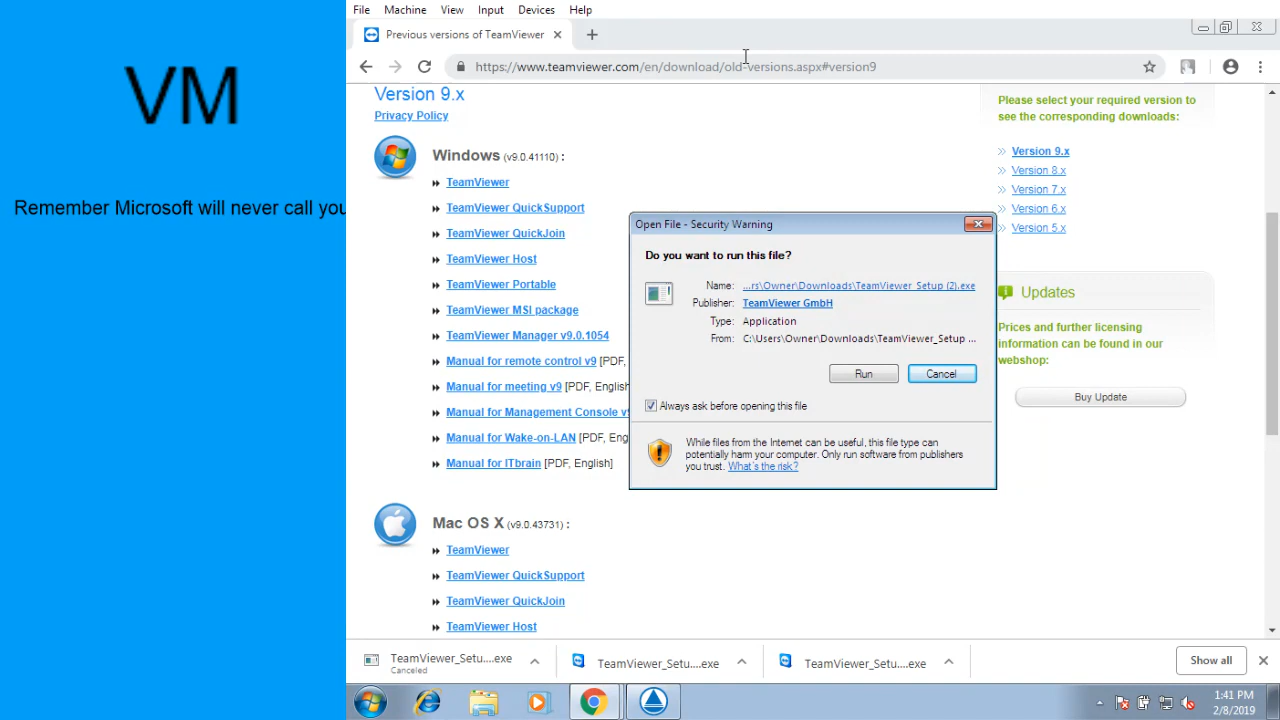 File Machine View Input Devices Help
VM
Remember Microsoft will never call you
Previous versions of TeamViewer
https://www.teamviewer.com/en/download/old-versions.aspx#version9
Version 9.x
Privacy Policy
Windows (v9.0.41110) :
TeamViewer
TeamViewer QuickSupport
TeamViewer QuickJoin
TeamViewer Host
TeamViewer Portable
TeamViewer MSI package
TeamViewer Manager v9.0.1054
Manual for remote control v9 [PDF,
Manual for meeting v9 [PDF, English
Manual for Management Console v
Manual for Wake-on-LAN [PDF, Eng
Manual for ITbrain [PDF, English]
Mac OS X (v9.0.43731) :
TeamViewer
TeamViewer QuickSupport
TeamViewer QuickJoin
TeamViewer Host
Please select your required version to
see the corresponding downloads:
Version 9.x
Version 8.x
Version 7.x
Version 6.x
Version 5.x
Updates
Prices and further licensing
information can be found in our
webshop:
Buy Update
Open File - Security Warning
Do you want to run this file?
Name: ...rs\Owner\Downloads\TeamViewer_Setup (2).exe
Publisher: TeamViewer GmbH
Type: Application
From: C:\Users\Owner\Downloads\TeamViewer_Setup ...
Run Cancel
Always ask before opening this file
While files from the Internet can be useful, this file type can
potentially harm your computer. Only run software from publishers
you trust. What's the risk?
TeamViewer_Setu....exe
Canceled
TeamViewer_Setu....exe
TeamViewer_Setu....exe
Show all
1:41 PM
2/8/2019